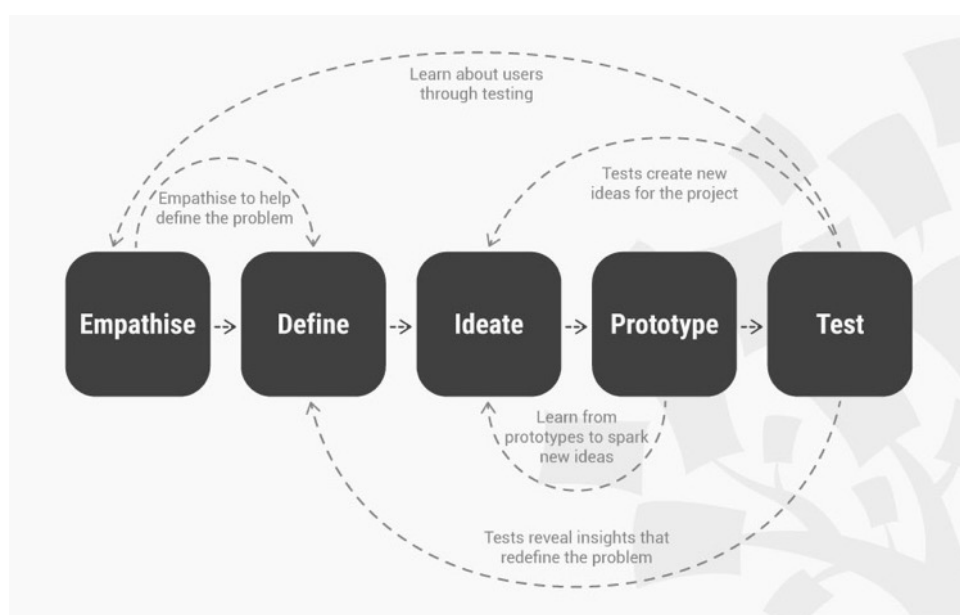 Learn about users
through testing
Empathise to help
define the problem
Tests create new
ideas for the project
Empathise
Define
Ideate
Prototype
Test
Learn from
prototypes to spark
new ideas
Tests reveal insights that
redefine the problem